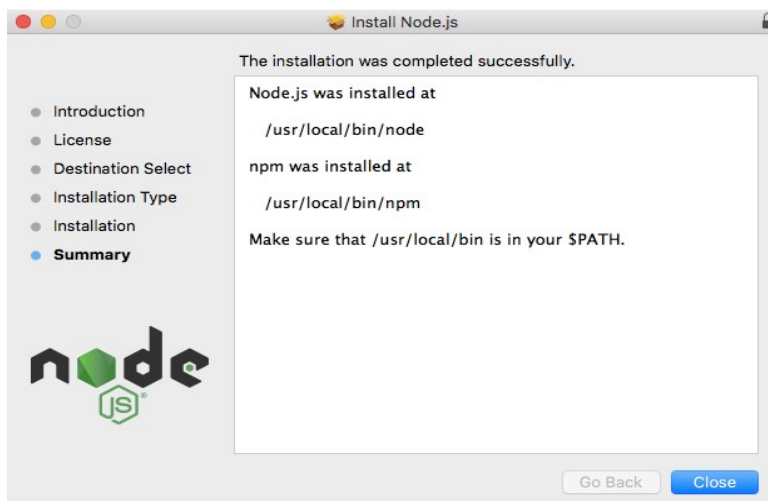 Install Node.js
The installation was completed successfully.
Introduction
License
Destination Select
Installation Type
Installation
Summary
Node.js was installed at
/usr/local/bin/node
npm was installed at
/usr/local/bin/npm
Make sure that /usr/local/bin is in your $PATH.
node
JS®
Go Back
Close